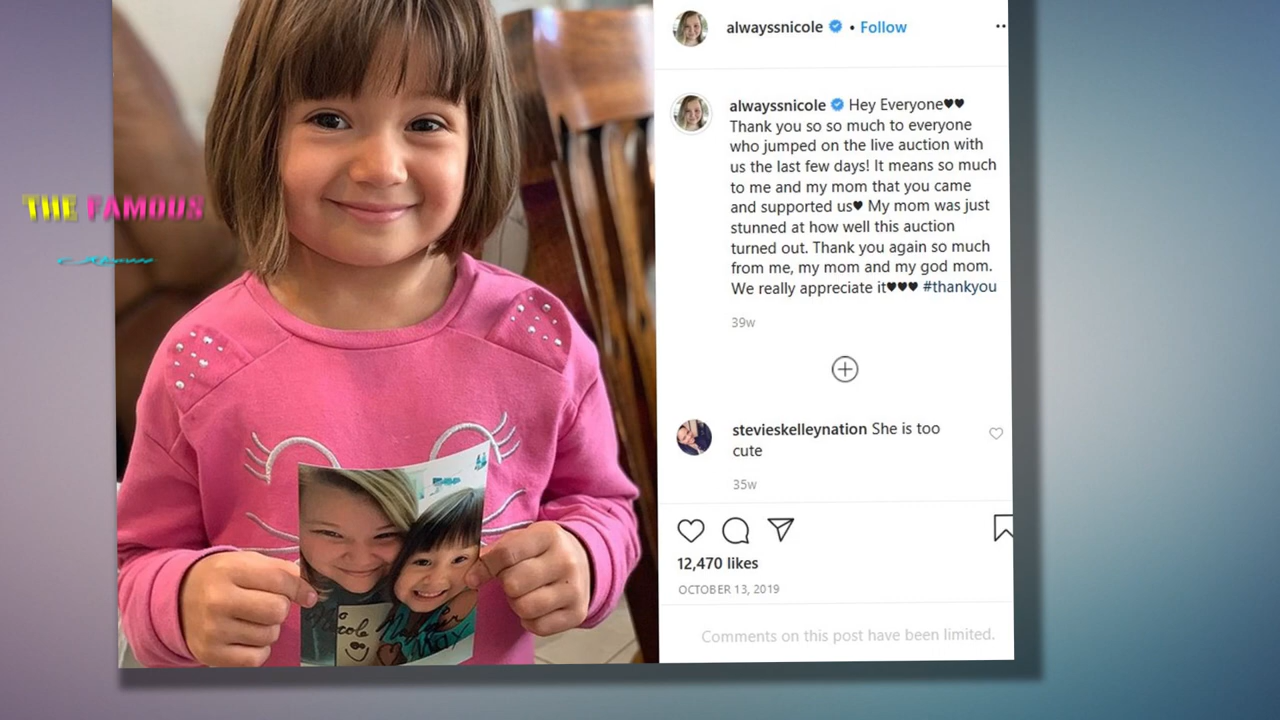 THE FAMOUS
alwayssnicole • Follow
alwayssnicole Hey Everyone♥♥
Thank you so so much to everyone
who jumped on the live auction with
us the last few days! It means so much
to me and my mom that you came
and supported us♥ My mom was just
stunned at how well this auction
turned out. Thank you again so much
from me, my mom and my god mom.
We really appreciate it♥♥♥ #thankyou
39w
stevieskelleynation She is too
cute
35w
12,470 likes
OCTOBER 13, 2019
Comments on this post have been limited.
Nicole
May